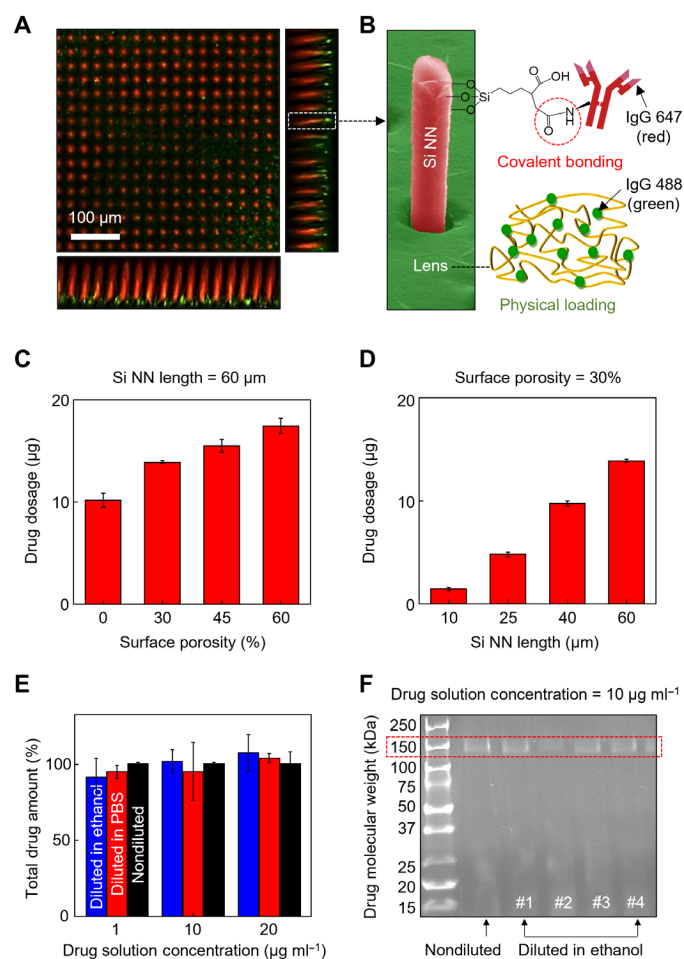 A
100 µm
B
Si NN
O
OH
O
O
Si
O
O
N
H
IgG 647
(red)
Covalent bonding
IgG 488
(green)
Lens
Physical loading
C
Si NN length = 60 µm
20
10
0
Drug dosage (µg)
0 30 45 60
Surface porosity (%)
D
Surface porosity = 30%
20
10
0
Drug dosage (µg)
10 25 40 60
Si NN length (µm)
E
100
50
0
Total drug amount (%)
Diluted in ethanol
Diluted in PBS
Nondiluted
1 10 20
Drug solution concentration (µg ml⁻¹)
F
Drug solution concentration = 10 µg ml⁻¹
Drug molecular weight (kDa)
250
150
100
75
50
37
25
20
15
#1 #2 #3 #4
Nondiluted Diluted in ethanol